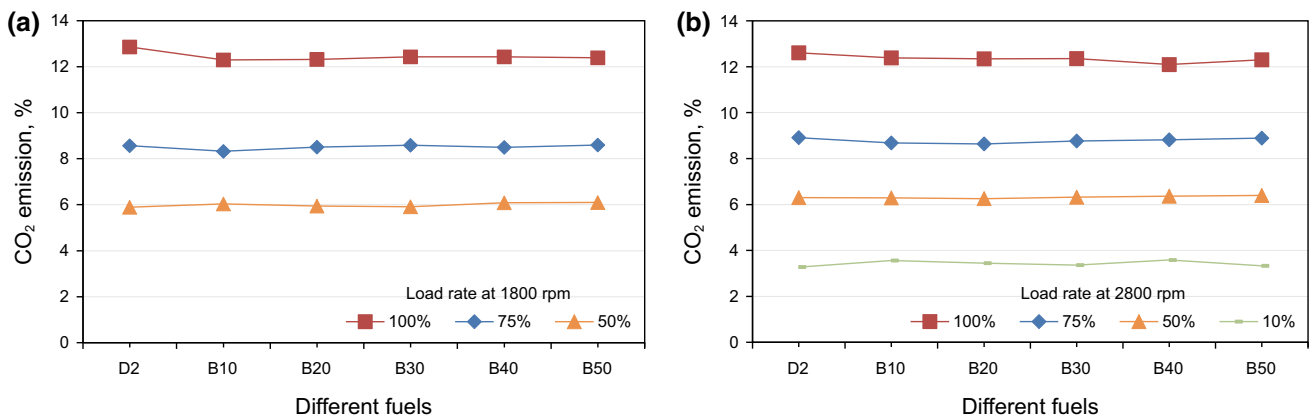 (a)
14
12
10
8
6
4
2
0
CO₂ emission, %
Load rate at 1800 rpm
100% 75% 50%
D2 B10 B20 B30 B40 B50
Different fuels
(b)
14
12
10
8
6
4
2
0
CO₂ emission, %
Load rate at 2800 rpm
100% 75% 50% 10%
D2 B10 B20 B30 B40 B50
Different fuels